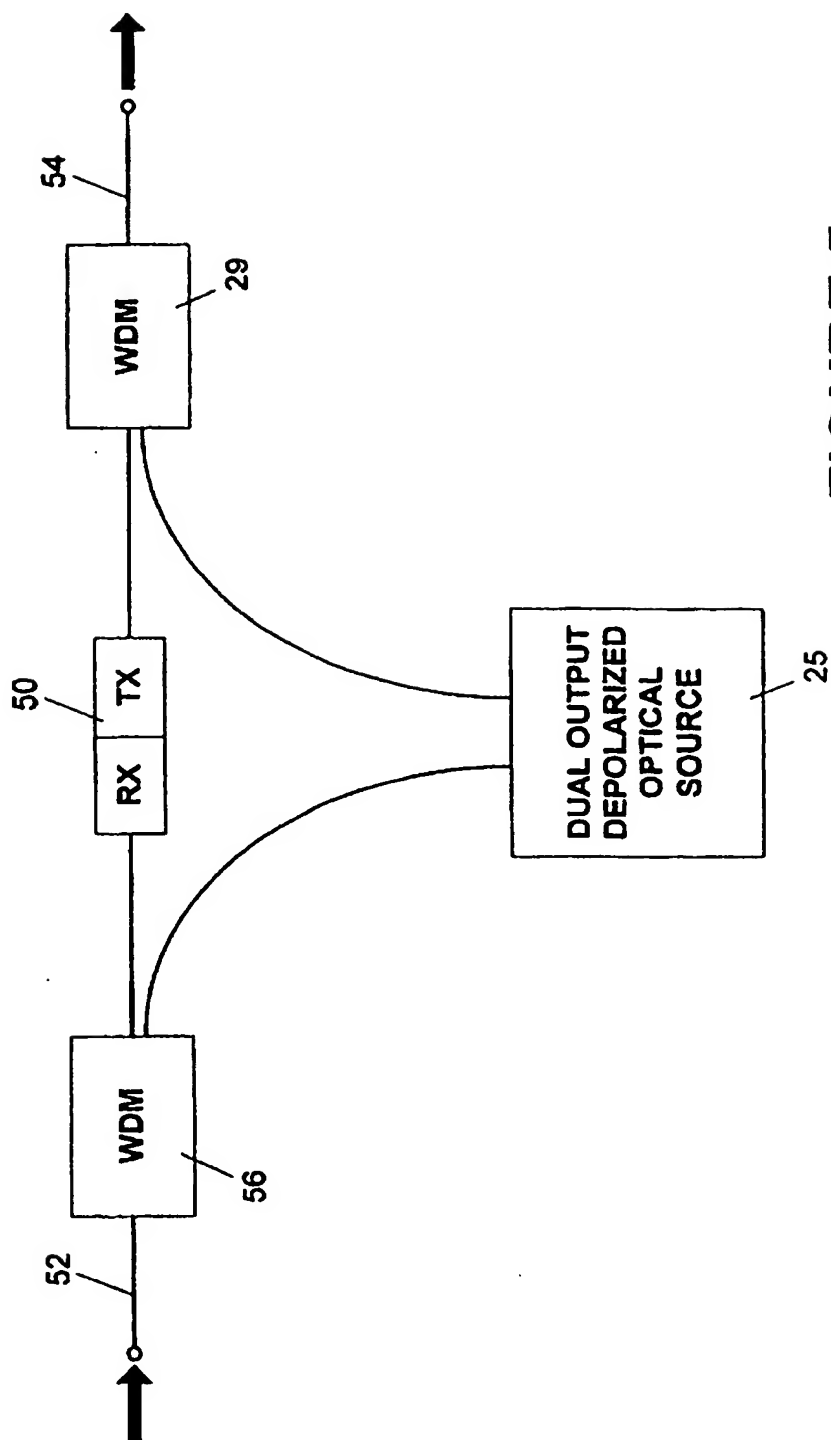 52
WDM
56
50
RX TX
WDM
29
54
DUAL OUTPUT
DEPOLARIZED
OPTICAL
SOURCE
25